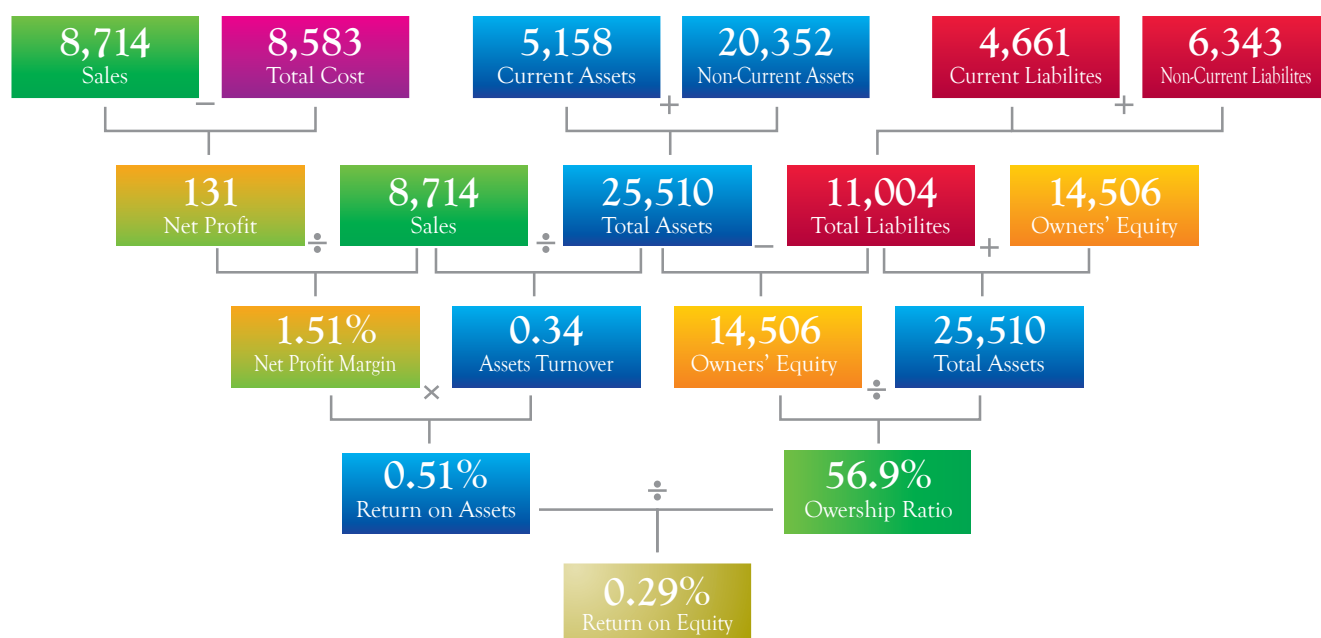 8,714
Sales
8,583
Total Cost
5,158
Current Assets
20,352
Non-Current Assets
4,661
Current Liabilites
6,343
Non-Current Liabilites
−
+
+
131
Net Profit
8,714
Sales
25,510
Total Assets
11,004
Total Liabilites
14,506
Owners' Equity
÷
÷
−
+
1.51%
Net Profit Margin
0.34
Assets Turnover
14,506
Owners' Equity
25,510
Total Assets
×
÷
0.51%
Return on Assets
÷
56.9%
Owership Ratio
0.29%
Return on Equity